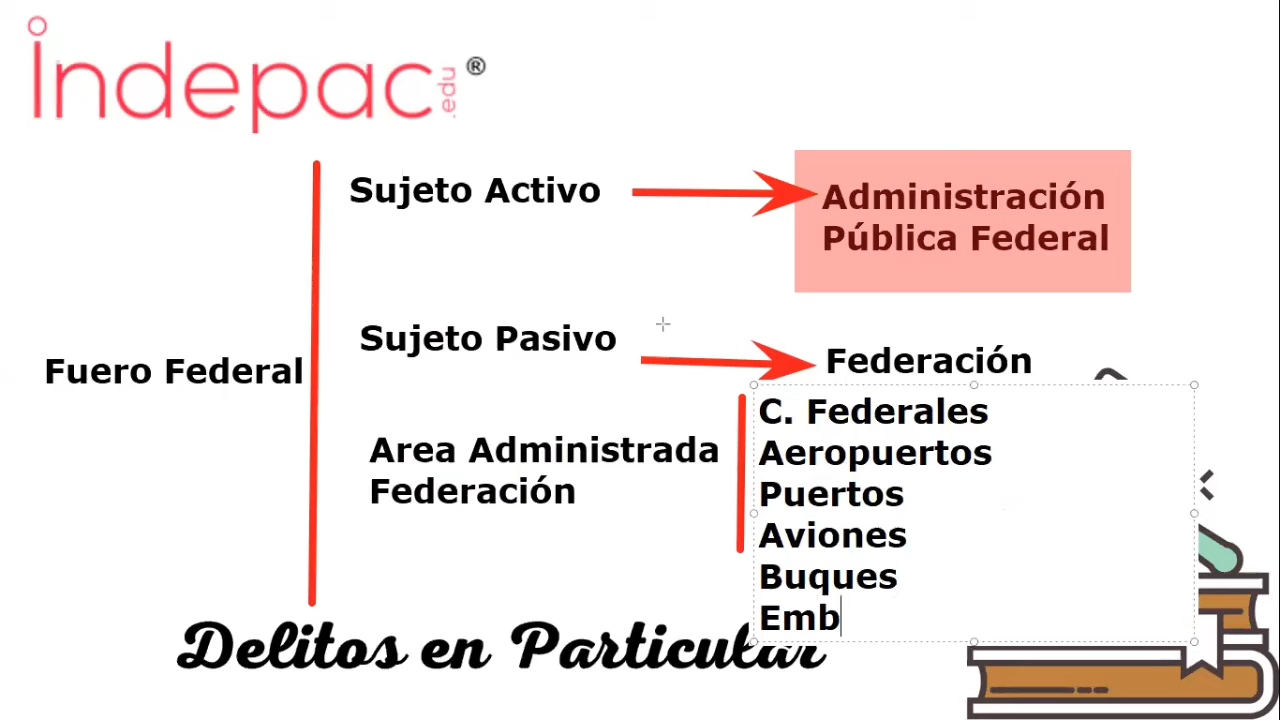 indepac.edu ®
Sujeto Activo
Administración
Pública Federal
Sujeto Pasivo
Federación
Fuero Federal
Area Administrada
Federación
C. Federales
Aeropuertos
Puertos
Aviones
Buques
Emb
Delitos en Particular